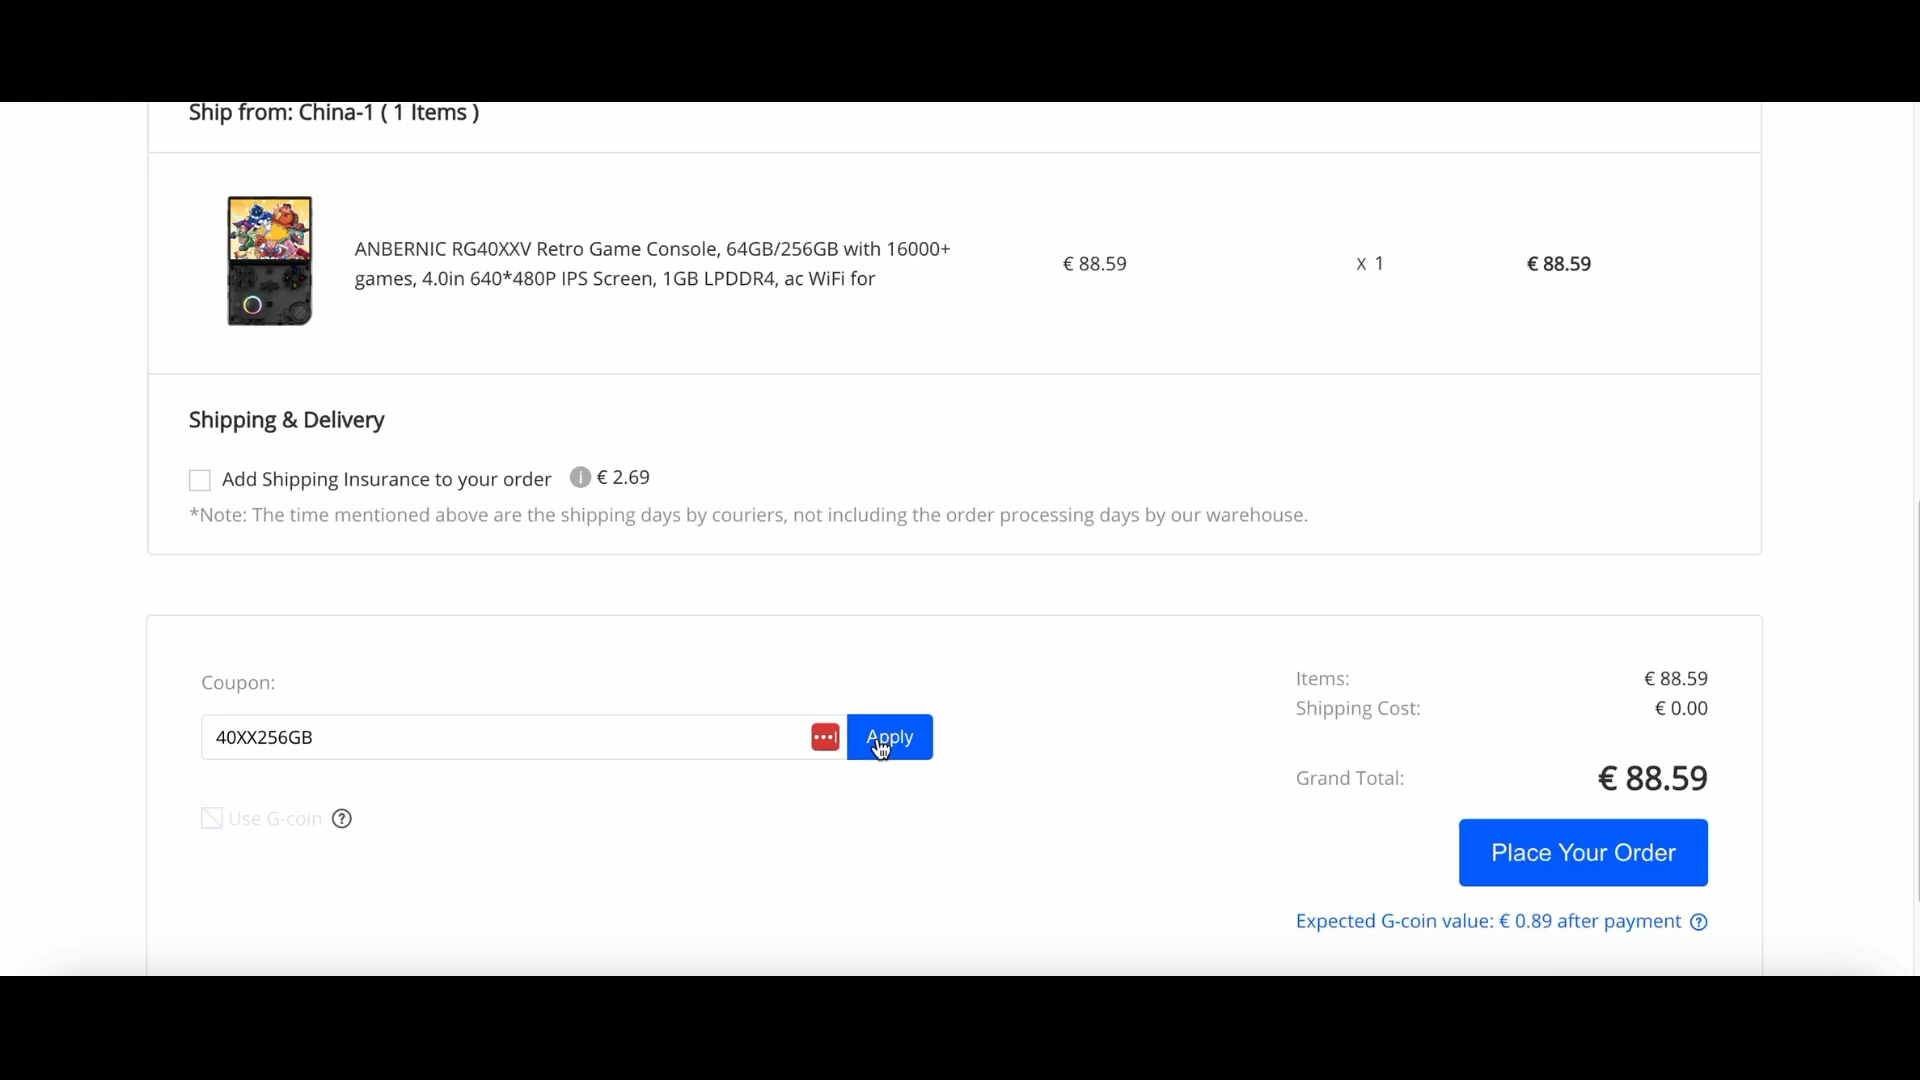 Ship from: China-1 ( 1 Items )
ANBERNIC RG40XXV Retro Game Console, 64GB/256GB with 16000+
games, 4.0in 640*480P IPS Screen, 1GB LPDDR4, ac WiFi for
€ 88.59
X 1
€ 88.59
Shipping & Delivery
Add Shipping Insurance to your order
i
€ 2.69
*Note: The time mentioned above are the shipping days by couriers, not including the order processing days by our warehouse.
Coupon:
40XX256GB
Apply
Use G-coin ?
Items: € 88.59
Shipping Cost: € 0.00
Grand Total: € 88.59
Place Your Order
Expected G-coin value: € 0.89 after payment ?